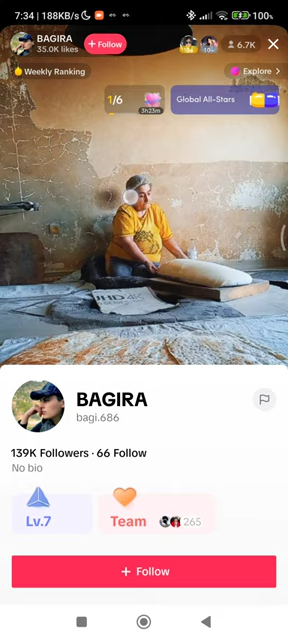 7:34 | 188KB/s
100%
BAGIRA
35.0K likes
+ Follow
6.7K
Weekly Ranking
Explore >
1/6
3h23m
Global All-Stars
BAGIRA
bagi.686
139K Followers · 66 Follow
No bio
Lv.7
Team
265
+ Follow